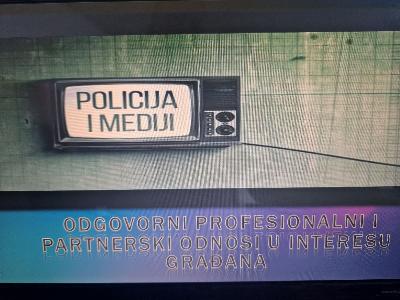 POLICIJA
I MEDIJI
ODGOVORNI PROFESIONALNI I
PARTNERSKI ODNOSI U INTERESU
GRAĐANA